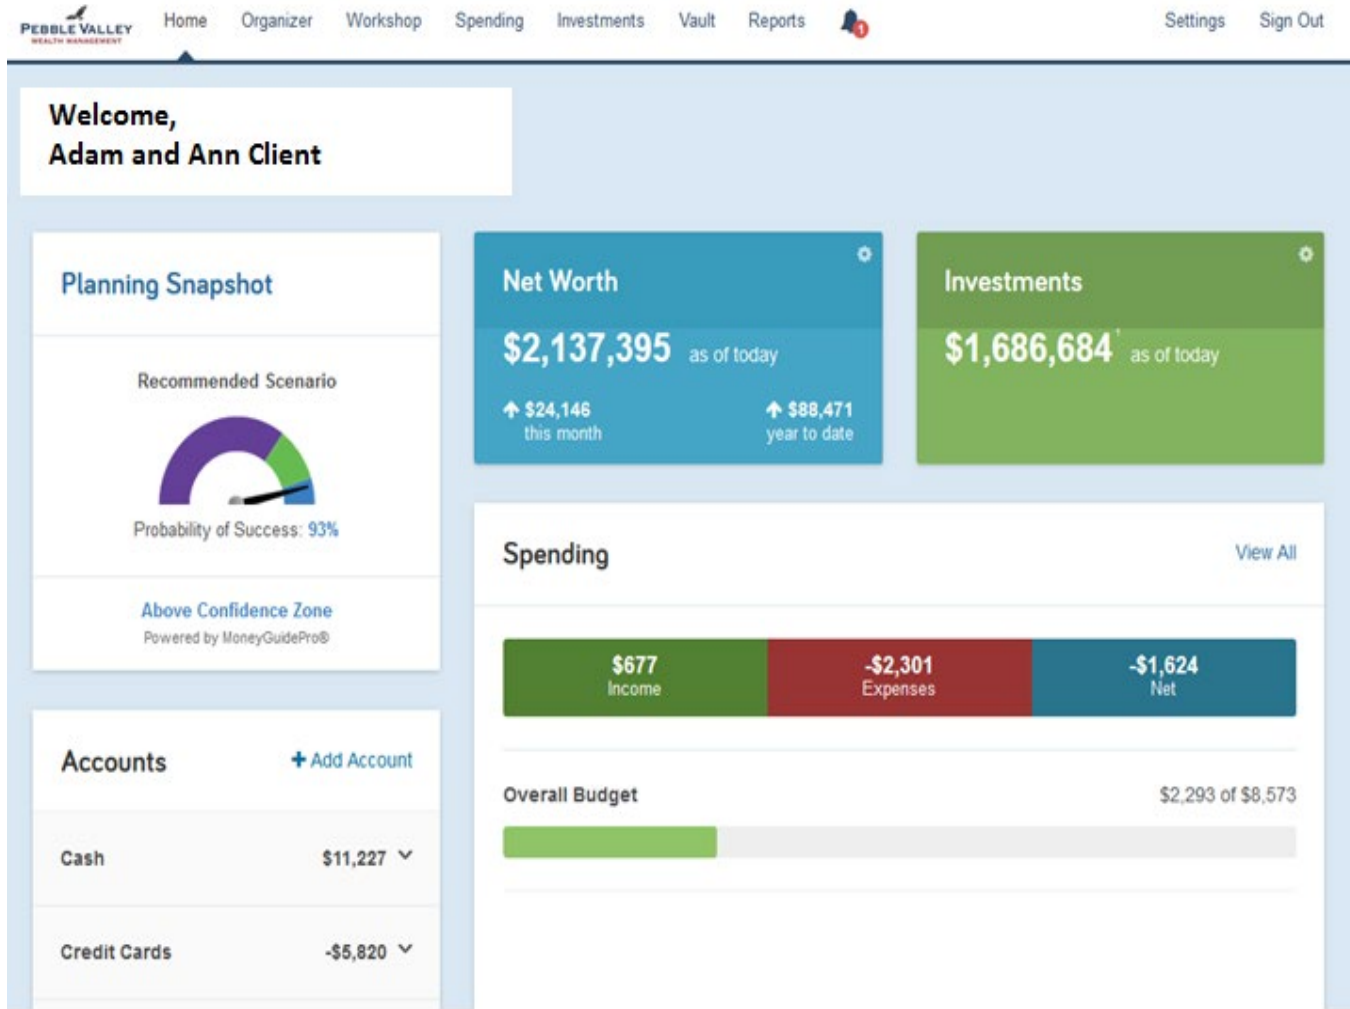 PEBBLE VALLEY
WEALTH MANAGEMENT
Home Organizer Workshop Spending Investments Vault Reports 1 Settings Sign Out
Welcome,
Adam and Ann Client
Planning Snapshot
Recommended Scenario
Probability of Success: 93%
Above Confidence Zone
Powered by MoneyGuidePro®
Net Worth
$2,137,395 as of today
$24,146 $88,471
this month year to date
Investments
$1,686,684¹ as of today
Spending View All
$677 -$2,301 -$1,624
Income Expenses Net
Overall Budget $2,293 of $8,573
Accounts + Add Account
Cash $11,227
Credit Cards -$5,820